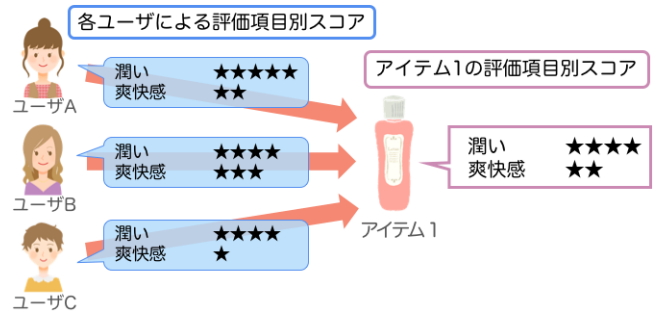 各ユーザによる評価項目別スコア
潤い ★★★★★
爽快感 ★★
ユーザA
潤い ★★★★
爽快感 ★★★
ユーザB
潤い ★★★★
爽快感 ★
ユーザC
アイテム1の評価項目別スコア
アイテム1
潤い ★★★★
爽快感 ★★